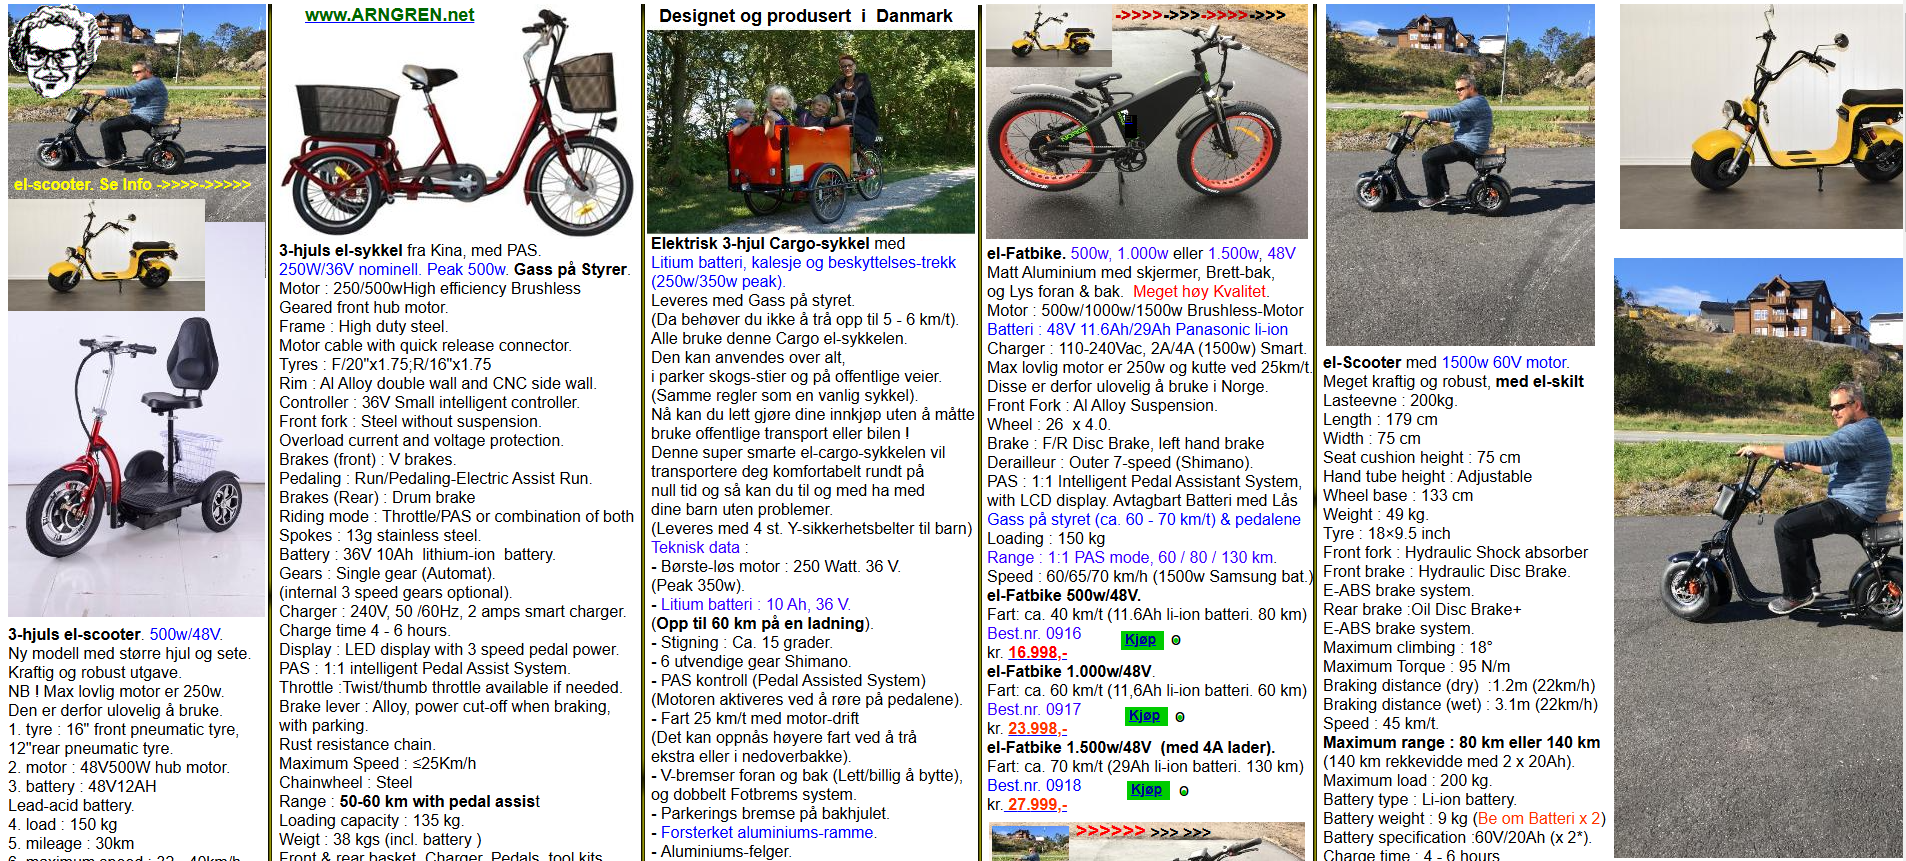 el-scooter. Se Info ->>>>->>>>>
3-hjuls el-scooter. 500w/48V.
Ny modell med større hjul og sete.
Kraftig og robust utgave.
NB ! Max lovlig motor er 250w.
Den er derfor ulovelig å bruke.
1. tyre : 16" front pneumatic tyre,
12"rear pneumatic tyre.
2. motor : 48V500W hub motor.
3. battery : 48V12AH
Lead-acid battery.
4. load : 150 kg
5. mileage : 30km
6. maximum speed : 32 - 40km/h
www.ARNGREN.net
3-hjuls el-sykkel fra Kina, med PAS.
250W/36V nominell. Peak 500w. Gass på Styrer.
Motor : 250/500wHigh efficiency Brushless
Geared front hub motor.
Frame : High duty steel.
Motor cable with quick release connector.
Tyres : F/20"x1.75;R/16"x1.75
Rim : Al Alloy double wall and CNC side wall.
Controller : 36V Small intelligent controller.
Front fork : Steel without suspension.
Overload current and voltage protection.
Brakes (front) : V brakes.
Pedaling : Run/Pedaling-Electric Assist Run.
Brakes (Rear) : Drum brake
Riding mode : Throttle/PAS or combination of both
Spokes : 13g stainless steel.
Battery : 36V 10Ah  lithium-ion  battery.
Gears : Single gear (Automat).
(internal 3 speed gears optional).
Charger : 240V, 50 /60Hz, 2 amps smart charger.
Charge time 4 - 6 hours.
Display : LED display with 3 speed pedal power.
PAS : 1:1 intelligent Pedal Assist System.
Throttle :Twist/thumb throttle available if needed.
Brake lever : Alloy, power cut-off when braking,
with parking.
Rust resistance chain.
Maximum Speed : ≤25Km/h
Chainwheel : Steel
Range : 50-60 km with pedal assist
Loading capacity : 135 kg.
Weigt : 38 kgs (incl. battery )
Front & rear basket, Charger, Pedals, tool kits
Designet og produsert  i  Danmark
Elektrisk 3-hjul Cargo-sykkel med
Litium batteri, kalesje og beskyttelses-trekk
(250w/350w peak).
Leveres med Gass på styret.
(Da behøver du ikke å trå opp til 5 - 6 km/t).
Alle bruke denne Cargo el-sykkelen.
Den kan anvendes over alt,
i parker skogs-stier og på offentlige veier.
(Samme regler som en vanlig sykkel).
Nå kan du lett gjøre dine innkjøp uten å måtte
bruke offentlige transport eller bilen !
Denne super smarte el-cargo-sykkelen vil
transportere deg komfortabelt rundt på
null tid og så kan du til og med ha med
dine barn uten problemer.
(Leveres med 4 st. Y-sikkerhetsbelter til barn)
Teknisk data :
- Børste-løs motor : 250 Watt. 36 V.
(Peak 350w).
- Litium batteri : 10 Ah, 36 V.
(Opp til 60 km på en ladning).
- Stigning : Ca. 15 grader.
- 6 utvendige gear Shimano.
- PAS kontroll (Pedal Assisted System)
(Motoren aktiveres ved å røre på pedalene).
- Fart 25 km/t med motor-drift
(Det kan oppnås høyere fart ved å trå
ekstra eller i nedoverbakke).
- V-bremser foran og bak (Lett/billig å bytte),
og dobbelt Fotbrems system.
- Parkerings bremse på bakhjulet.
- Forsterket aluminiums-ramme.
- Aluminiums-felger.
->>>>->>>->>>>->>>
el-Fatbike. 500w, 1.000w eller 1.500w, 48V
Matt Aluminium med skjermer, Brett-bak,
og Lys foran & bak.  Meget høy Kvalitet.
Motor : 500w/1000w/1500w Brushless-Motor
Batteri : 48V 11.6Ah/29Ah Panasonic li-ion
Charger : 110-240Vac, 2A/4A (1500w) Smart.
Max lovlig motor er 250w og kutte ved 25km/t.
Disse er derfor ulovelig å bruke i Norge.
Front Fork : Al Alloy Suspension.
Wheel : 26  x 4.0.
Brake : F/R Disc Brake, left hand brake
Derailleur : Outer 7-speed (Shimano).
PAS : 1:1 Intelligent Pedal Assistant System,
with LCD display. Avtagbart Batteri med Lås
Gass på styret (ca. 60 - 70 km/t) & pedalene
Loading : 150 kg
Range : 1:1 PAS mode, 60 / 80 / 130 km.
Speed : 60/65/70 km/h (1500w Samsung bat.)
el-Fatbike 500w/48V.
Fart: ca. 40 km/t (11.6Ah li-ion batteri. 80 km)
Best.nr. 0916 Kjøp
kr. 16.998,-
el-Fatbike 1.000w/48V.
Fart: ca. 60 km/t (11,6Ah li-ion batteri. 60 km)
Best.nr. 0917 Kjøp
kr. 23.998,-
el-Fatbike 1.500w/48V  (med 4A lader).
Fart: ca. 70 km/t (29Ah li-ion batteri. 130 km)
Best.nr. 0918 Kjøp
kr. 27.999,-
>>>>>> >>> >>>
el-Scooter med 1500w 60V motor.
Meget kraftig og robust, med el-skilt
Lasteevne : 200kg.
Length : 179 cm
Width : 75 cm
Seat cushion height : 75 cm
Hand tube height : Adjustable
Wheel base : 133 cm
Weight : 49 kg.
Tyre : 18×9.5 inch
Front fork : Hydraulic Shock absorber
Front brake : Hydraulic Disc Brake.
E-ABS brake system.
Rear brake :Oil Disc Brake+
E-ABS brake system.
Maximum climbing : 18°
Maximum Torque : 95 N/m
Braking distance (dry)  :1.2m (22km/h)
Braking distance (wet) : 3.1m (22km/h)
Speed : 45 km/t.
Maximum range : 80 km eller 140 km
(140 km rekkevidde med 2 x 20Ah).
Maximum load : 200 kg.
Battery type : Li-ion battery.
Battery weight : 9 kg (Be om Batteri x 2)
Battery specification :60V/20Ah (x 2*).
Charge time : 4 - 6 hours